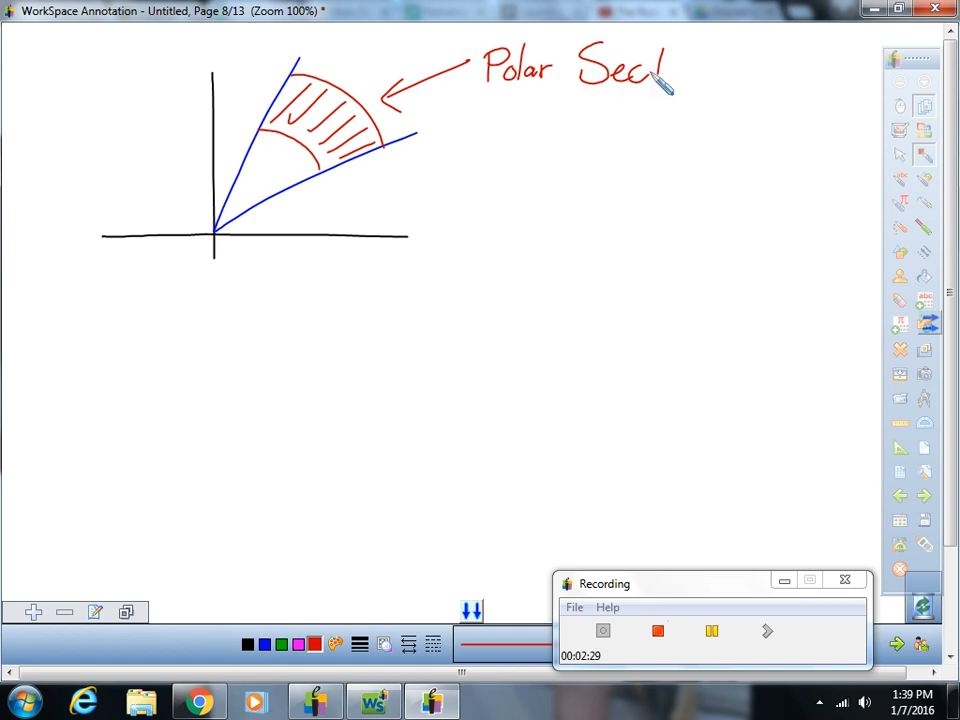 WorkSpace Annotation - Untitled, Page 8/13 (Zoom 100%) *
Polar Sect
Recording
File Help
00:02:29
1:39 PM
1/7/2016